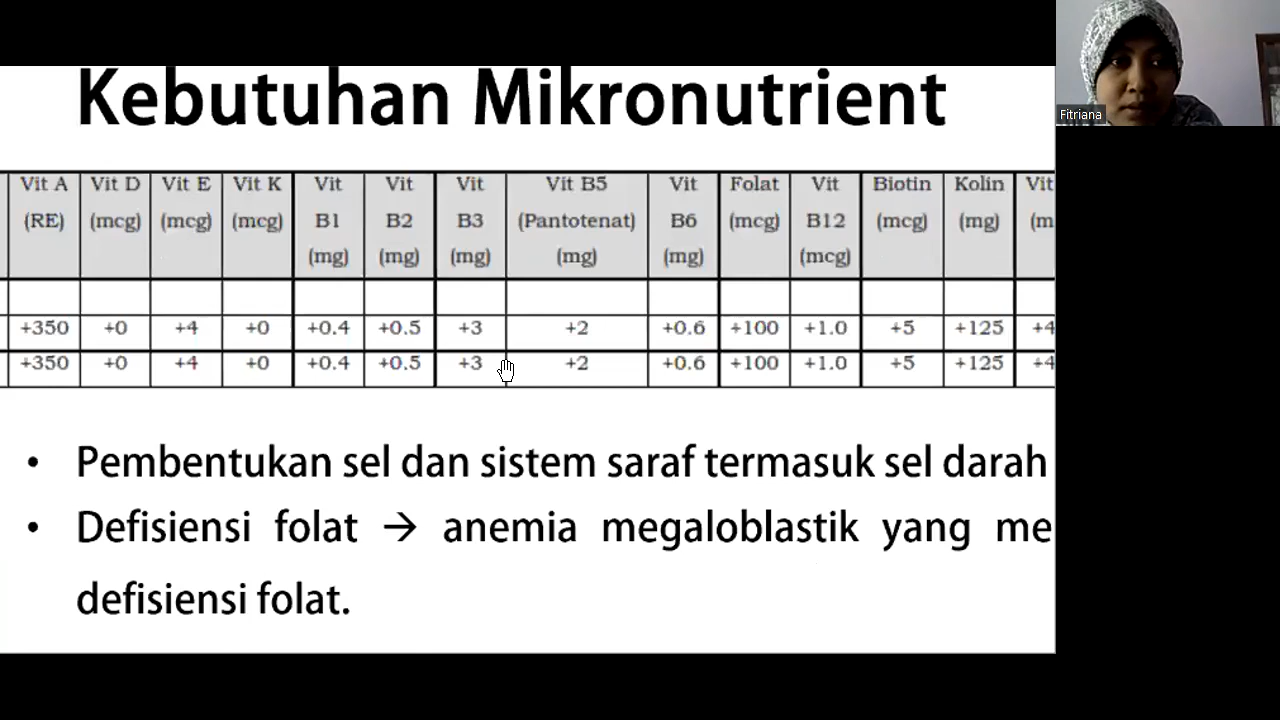 Kebutuhan Mikronutrient
Fitriana
Vit A Vit D Vit E Vit K Vit Vit Vit Vit B5 Vit Folat Vit Biotin Kolin Vit
(RE) (mcg) (mcg) (mcg) B1 B2 B3 (Pantotenat) B6 (mcg) B12 (mcg) (mg)
(mg) (mg) (mg) (mg) (mg) (mcg)
+350 +0 +4 +0 +0.4 +0.5 +3 +2 +0.6 +100 +1.0 +5 +125 +4
+350 +0 +4 +0 +0.4 +0.5 +3 +2 +0.6 +100 +1.0 +5 +125 +4
• Pembentukan sel dan sistem saraf termasuk sel darah
• Defisiensi folat → anemia megaloblastik yang me
defisiensi folat.